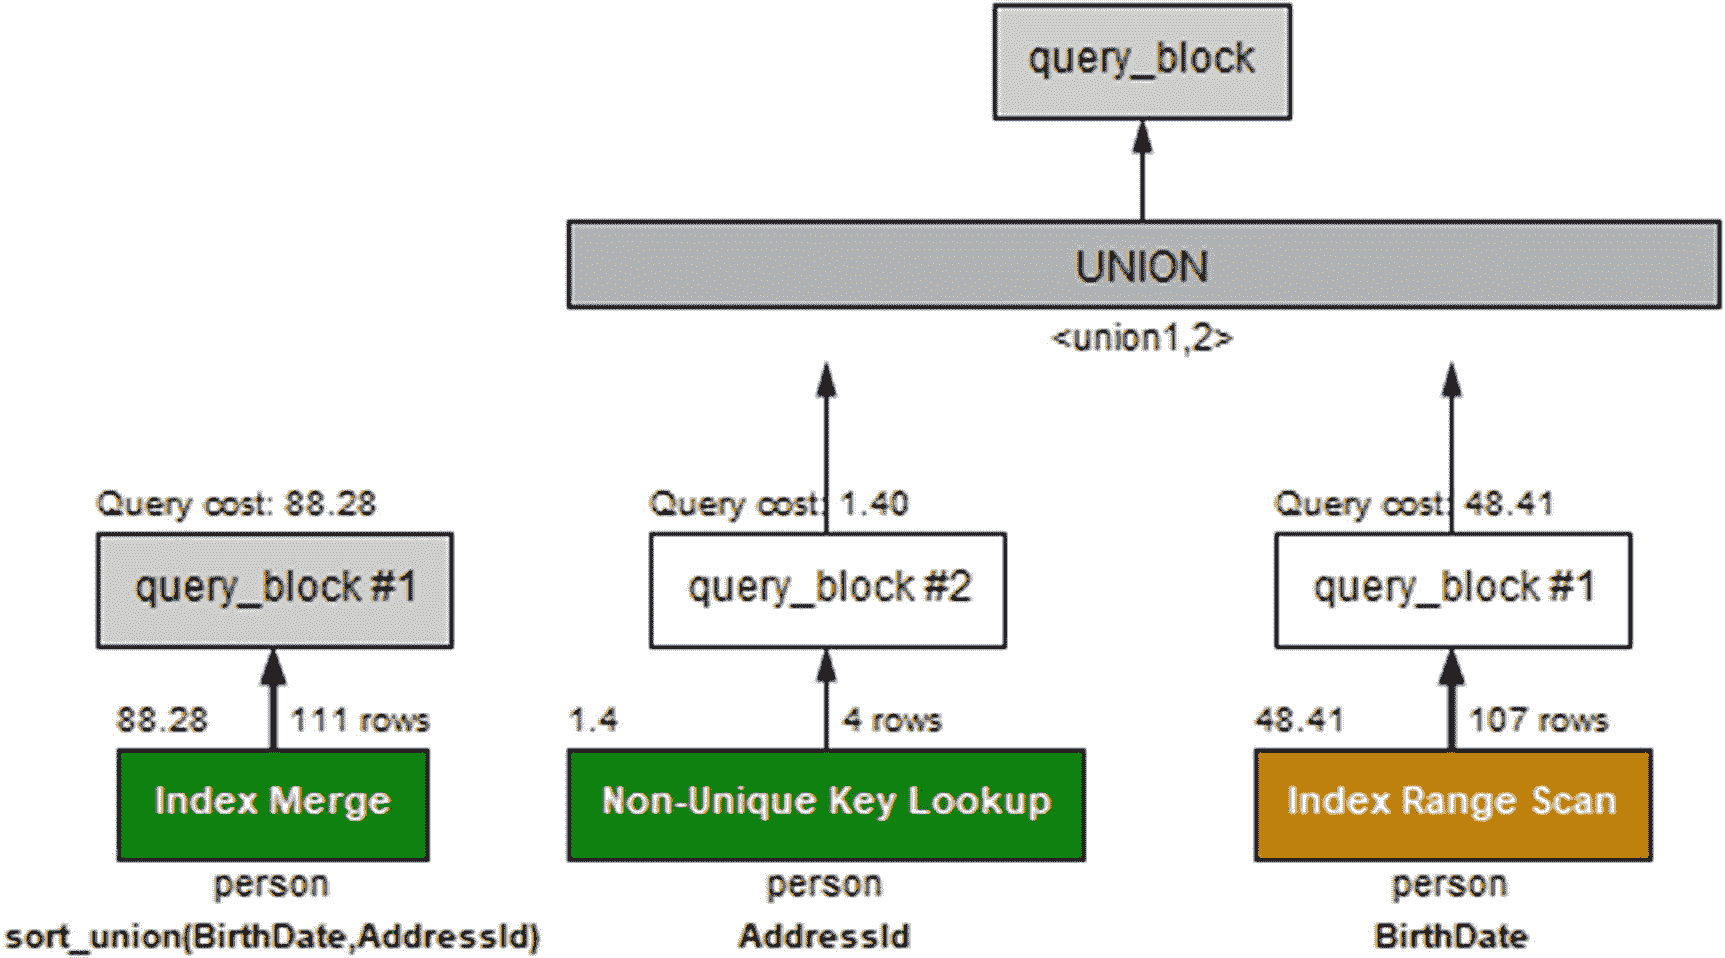 query_block
UNION
<union1,2>
Query cost: 88.28
query_block #1
88.28
111 rows
Index Merge
person
sort_union(BirthDate,AddressId)
Query cost: 1.40
query_block #2
1.4
4 rows
Non-Unique Key Lookup
person
AddressId
Query cost: 48.41
query_block #1
48.41
107 rows
Index Range Scan
person
BirthDate